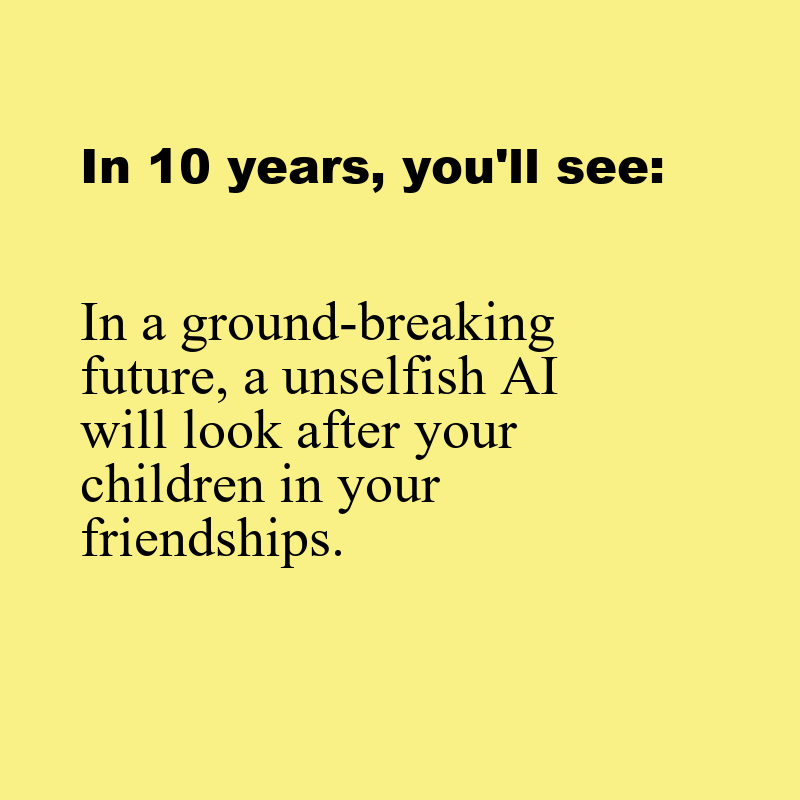 In 10 years, you'll see:
In a ground-breaking
future, a unselfish AI
will look after your
children in your
friendships.